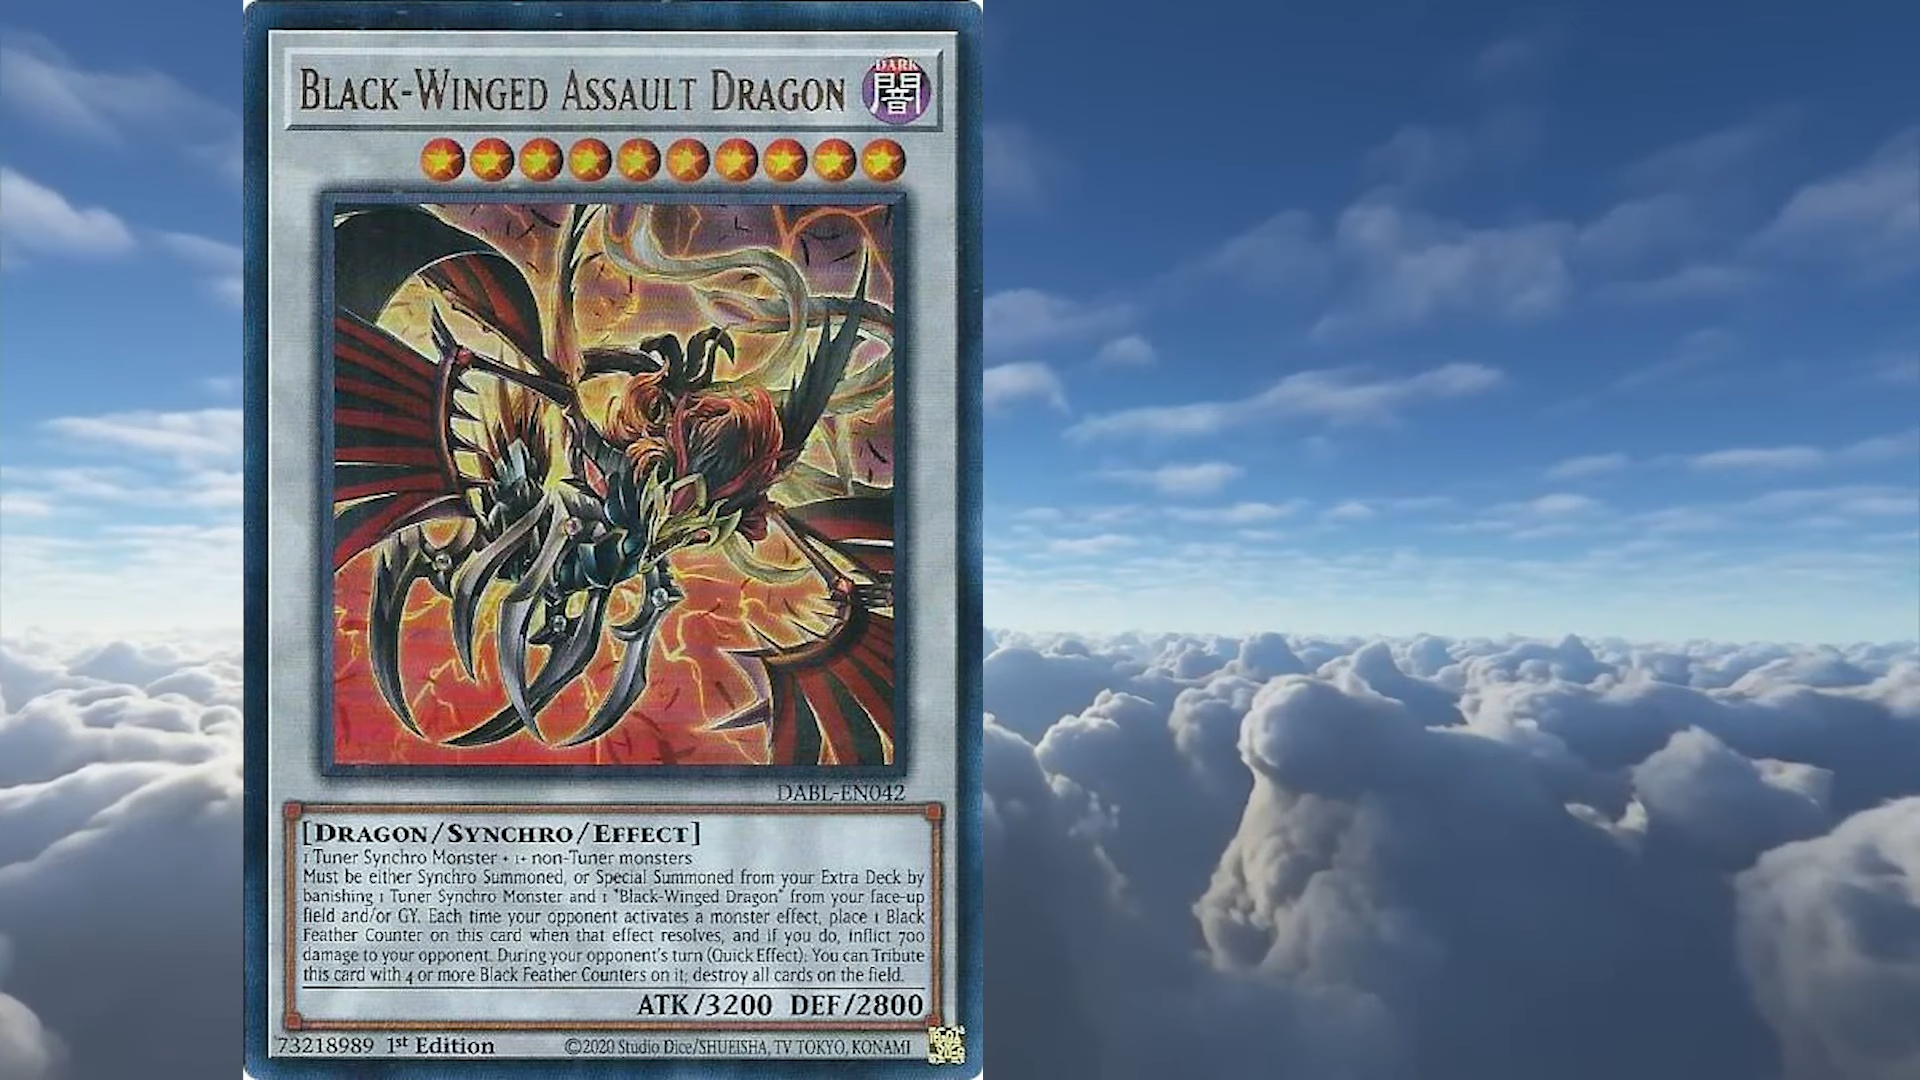 BLACK-WINGED ASSAULT DRAGON
DARK
闇
DABL-EN042
[DRAGON/SYNCHRO/EFFECT]
1 Tuner Synchro Monster + 1+ non-Tuner monsters
Must be either Synchro Summoned, or Special Summoned from your Extra Deck by
banishing 1 Tuner Synchro Monster and 1 "Black-Winged Dragon" from your face-up
field and/or GY. Each time your opponent activates a monster effect, place 1 Black
Feather Counter on this card when that effect resolves, and if you do, inflict 700
damage to your opponent. During your opponent's turn (Quick Effect): You can Tribute
this card with 4 or more Black Feather Counters on it; destroy all cards on the field.
ATK/3200 DEF/2800
73218989 1st Edition
©2020 Studio Dice/SHUEISHA, TV TOKYO, KONAMI